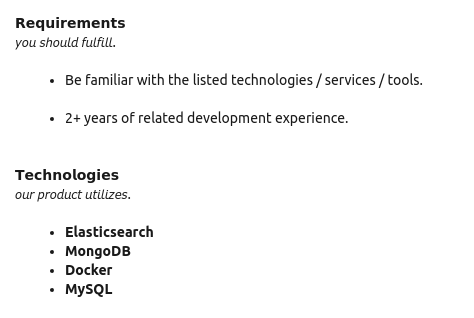 Requirements
you should fulfill.
• Be familiar with the listed technologies / services / tools.
• 2+ years of related development experience.
Technologies
our product utilizes.
• Elasticsearch
• MongoDB
• Docker
• MySQL